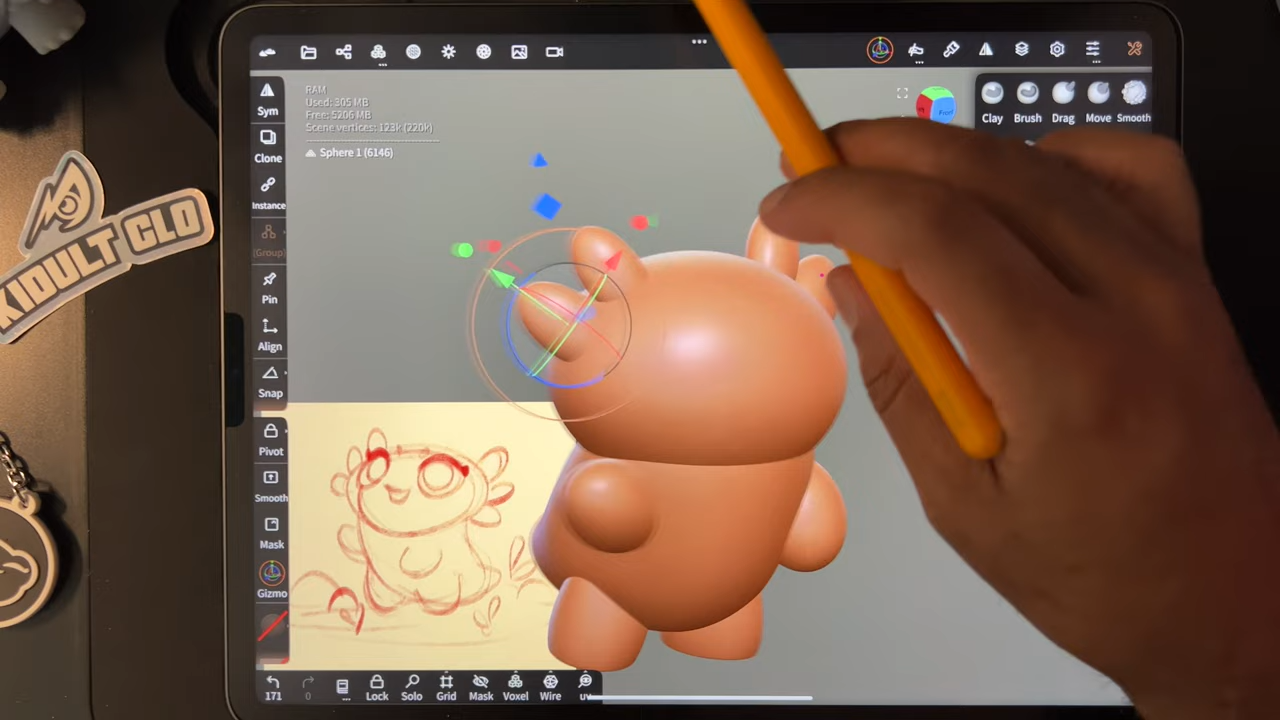 KIDULT CLO
RAM
Used: 305 MB
Free: 5206 MB
Scene vertices: 123k (220k)
Sphere 1 (6146)
Sym
Clone
Instance
[Group]
Pin
Align
Snap
Pivot
Smooth
Mask
Gizmo
Front
Clay
Brush
Drag
Move
Smooth
171
0
Lock
Solo
Grid
Mask
Voxel
Wire
uv